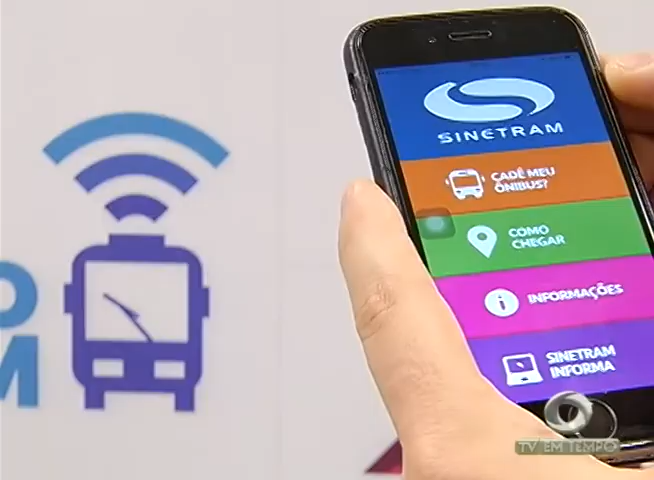 O
M
SINETRAM
CADÊ MEU
ÔNIBUS?
COMO
CHEGAR
INFORMAÇÕES
SINETRAM
INFORMA
TV EM TEMPO